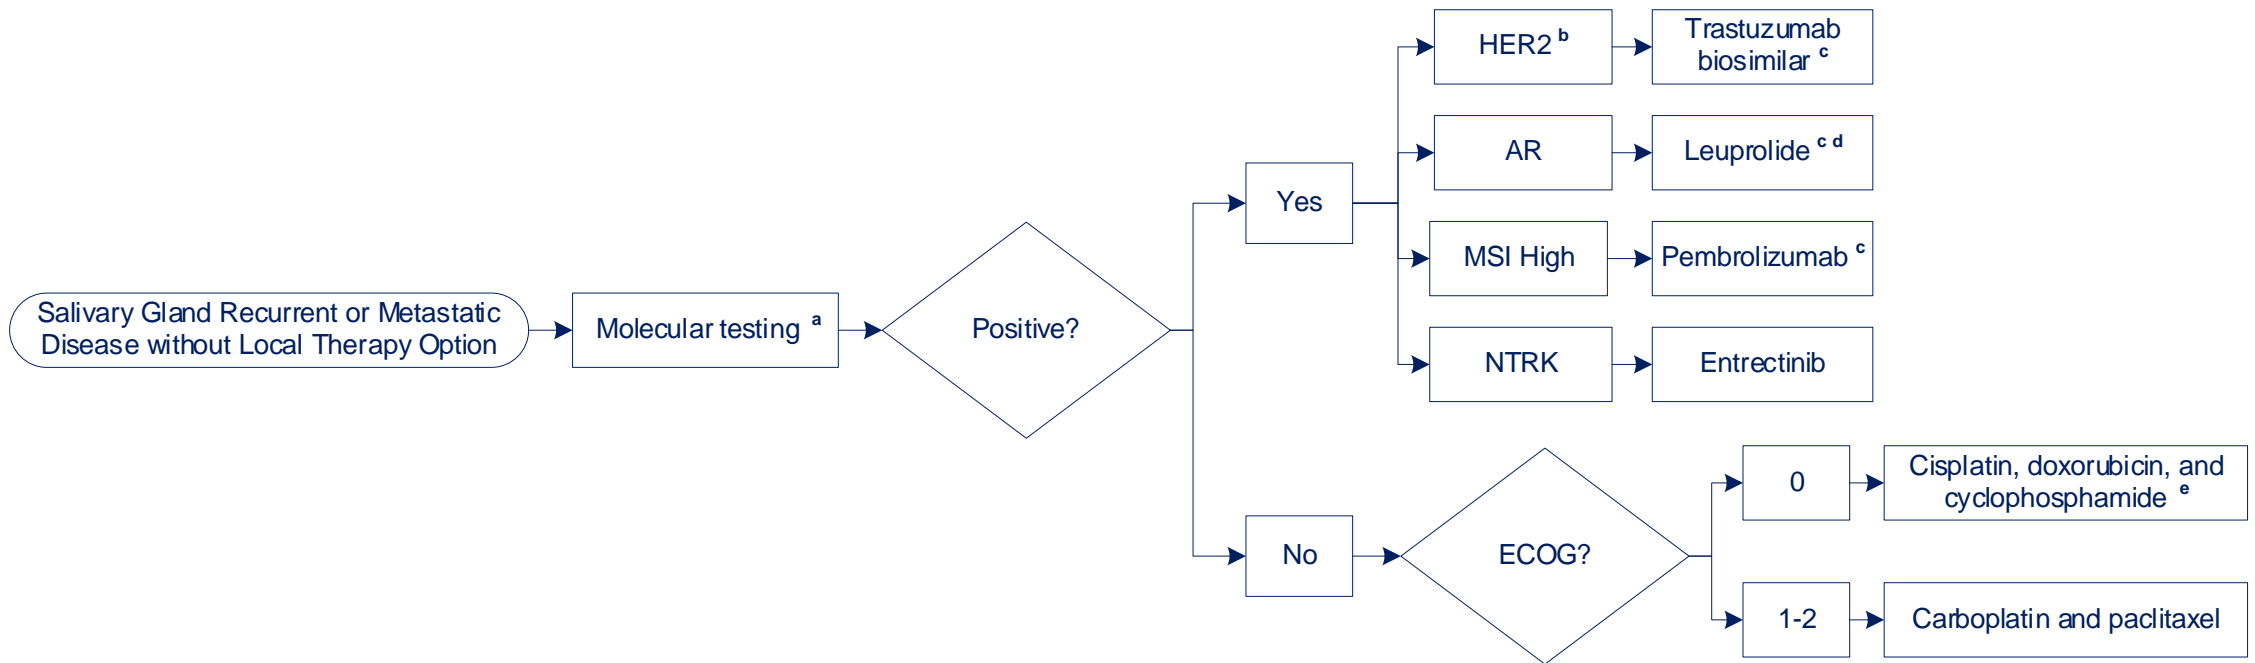 Salivary Gland Recurrent or Metastatic
Disease without Local Therapy Option
Molecular testing a
Positive?
Yes
HER2 b
Trastuzumab
biosimilar c
AR
Leuprolide c d
MSI High
Pembrolizumab c
NTRK
Entrectinib
No
ECOG?
0
Cisplatin, doxorubicin, and
cyclophosphamide e
1-2
Carboplatin and paclitaxel